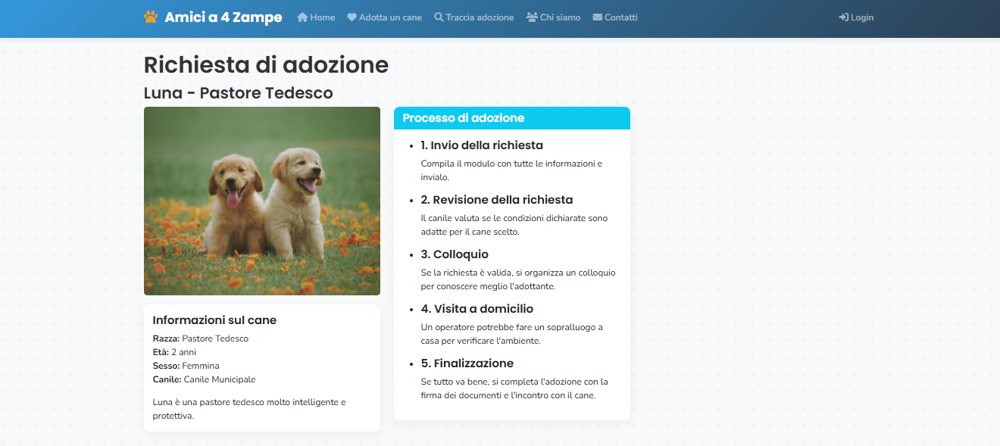 Amici a 4 Zampe Home Adotta un cane Traccia adozione Chi siamo Contatti Login
Richiesta di adozione
Luna - Pastore Tedesco
Informazioni sul cane
Razza: Pastore Tedesco
Età: 2 anni
Sesso: Femmina
Canile: Canile Municipale
Luna è una pastore tedesco molto intelligente e
protettiva.
Processo di adozione
• 1. Invio della richiesta
Compila il modulo con tutte le informazioni e
invialo.
• 2. Revisione della richiesta
Il canile valuta se le condizioni dichiarate sono
adatte per il cane scelto.
• 3. Colloquio
Se la richiesta è valida, si organizza un colloquio
per conoscere meglio l'adottante.
• 4. Visita a domicilio
Un operatore potrebbe fare un sopralluogo a
casa per verificare l'ambiente.
• 5. Finalizzazione
Se tutto va bene, si completa l'adozione con la
firma dei documenti e l'incontro con il cane.